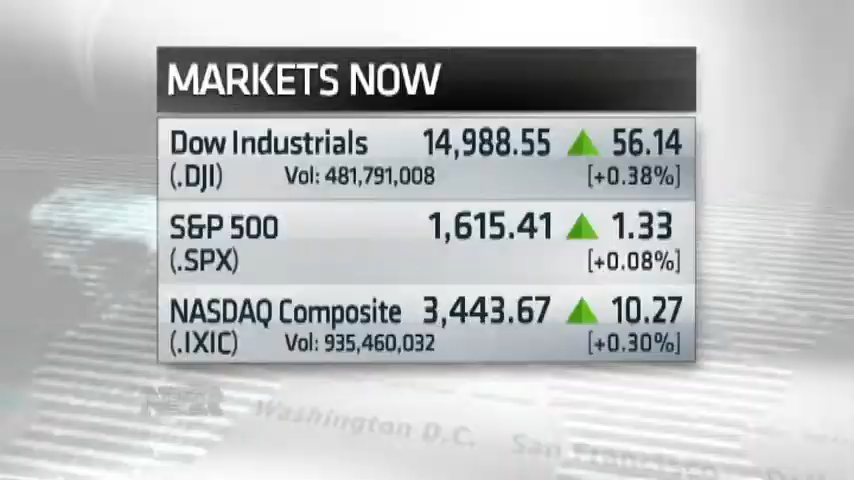 MARKETS NOW
Dow Industrials 14,988.55 ▲ 56.14
(.DJI) Vol: 481,791,008 [+0.38%]
S&P 500 1,615.41 ▲ 1.33
(.SPX) [+0.08%]
NASDAQ Composite 3,443.67 ▲ 10.27
(.IXIC) Vol: 935,460,032 [+0.30%]
Washington D.C. San Francisco